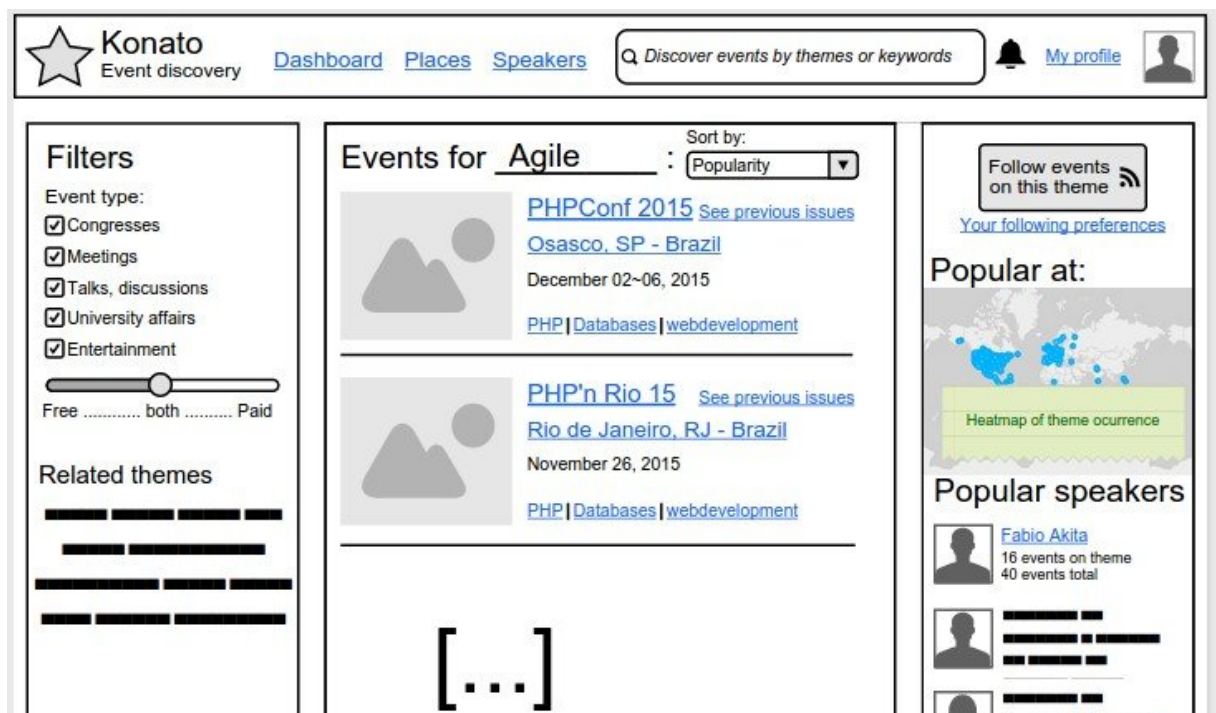 Konato
Event discovery
Dashboard Places Speakers
Discover events by themes or keywords
My profile
Filters
Event type:
Congresses
Meetings
Talks, discussions
University affairs
Entertainment
Free ............ both .......... Paid
Related themes
Events for Agile :
Sort by:
Popularity
PHPConf 2015 See previous issues
Osasco, SP - Brazil
December 02~06, 2015
PHP|Databases|webdevelopment
PHP'n Rio 15 See previous issues
Rio de Janeiro, RJ - Brazil
November 26, 2015
PHP|Databases|webdevelopment
[...]
Follow events
on this theme
Your following preferences
Popular at:
Heatmap of theme ocurrence
Popular speakers
Fabio Akita
16 events on theme
40 events total